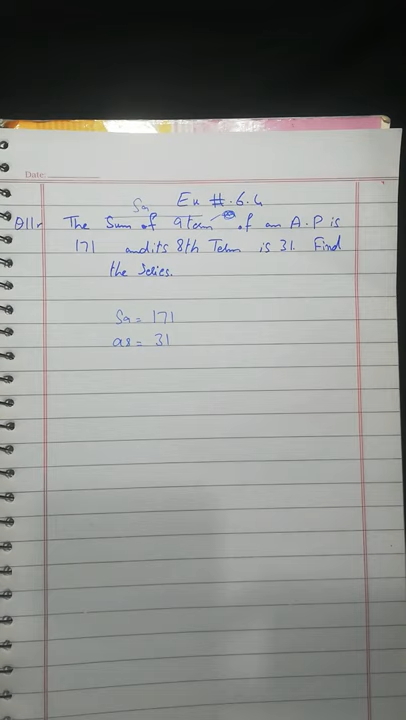 Date:
S9 Ex #.6.4
Q11:- The Sum of 9 term of an A.P is
171 and its 8th Term is 31. Find
the Series.
S9 = 171
a8 = 31